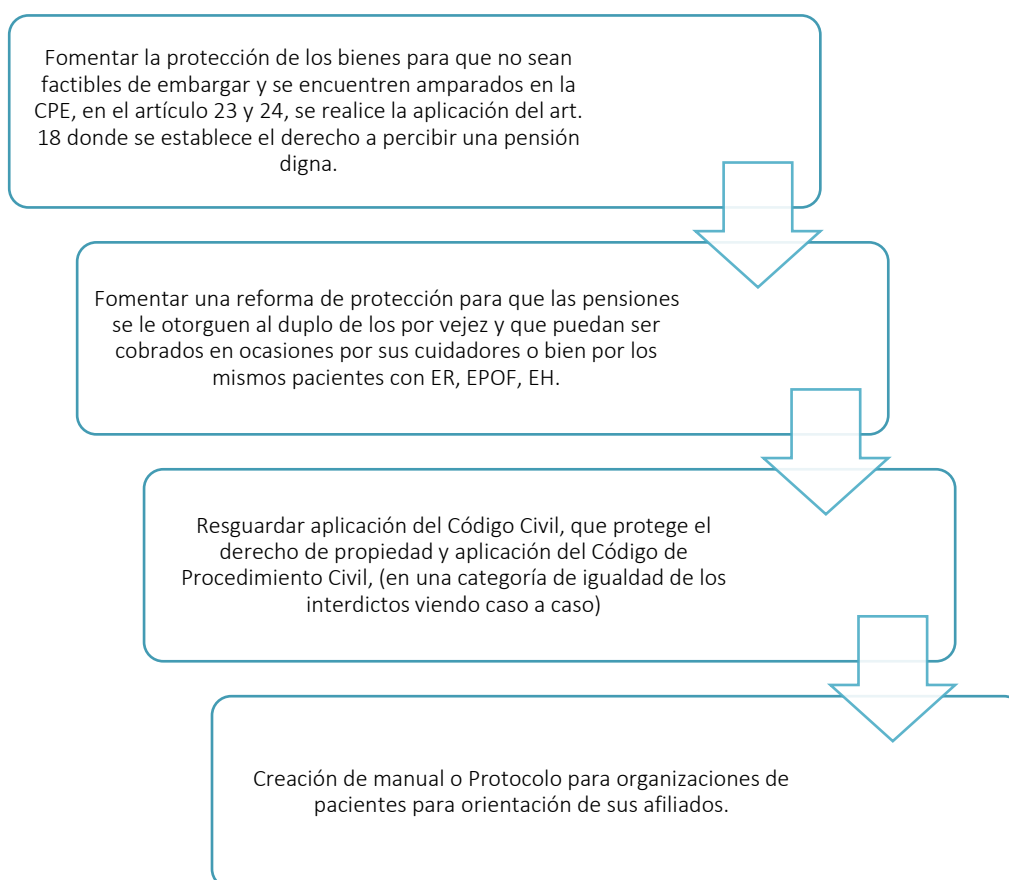 Fomentar la protección de los bienes para que no sean
factibles de embargar y se encuentren amparados en la
CPE, en el artículo 23 y 24, se realice la aplicación del art.
18 donde se establece el derecho a percibir una pensión
digna.
Fomentar una reforma de protección para que las pensiones
se le otorguen al duplo de los por vejez y que puedan ser
cobrados en ocasiones por sus cuidadores o bien por los
mismos pacientes con ER, EPOF, EH.
Resguardar aplicación del Código Civil, que protege el
derecho de propiedad y aplicación del Código de
Procedimiento Civil, (en una categoría de igualdad de los
interdictos viendo caso a caso)
Creación de manual o Protocolo para organizaciones de
pacientes para orientación de sus afiliados.